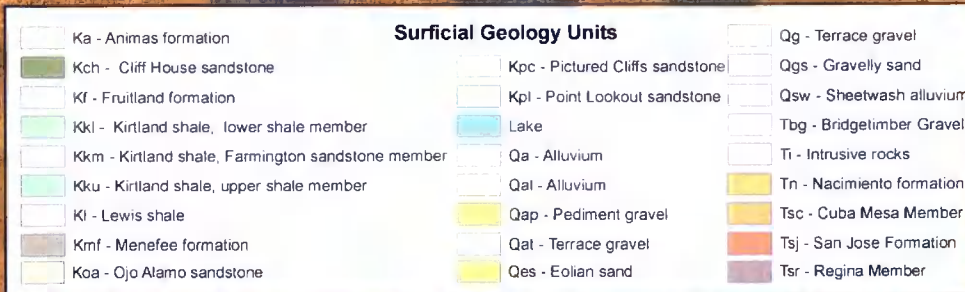 Surficial Geology Units
Ka - Animas formation
Kch - Cliff House sandstone
Kf - Fruitland formation
Kkl - Kirtland shale, lower shale member
Kkm - Kirtland shale, Farmington sandstone member
Kku - Kirtland shale, upper shale member
Kl - Lewis shale
Kmf - Menefee formation
Koa - Ojo Alamo sandstone
Kpc - Pictured Cliffs sandstone
Kpl - Point Lookout sandstone
Lake
Qa - Alluvium
Qal - Alluvium
Qap - Pediment gravel
Qat - Terrace gravel
Qes - Eolian sand
Qg - Terrace gravel
Qgs - Gravelly sand
Qsw - Sheetwash alluvium
Tbg - Bridgetimber Gravel
Ti - Intrusive rocks
Tn - Nacimiento formation
Tsc - Cuba Mesa Member
Tsj - San Jose Formation
Tsr - Regina Member